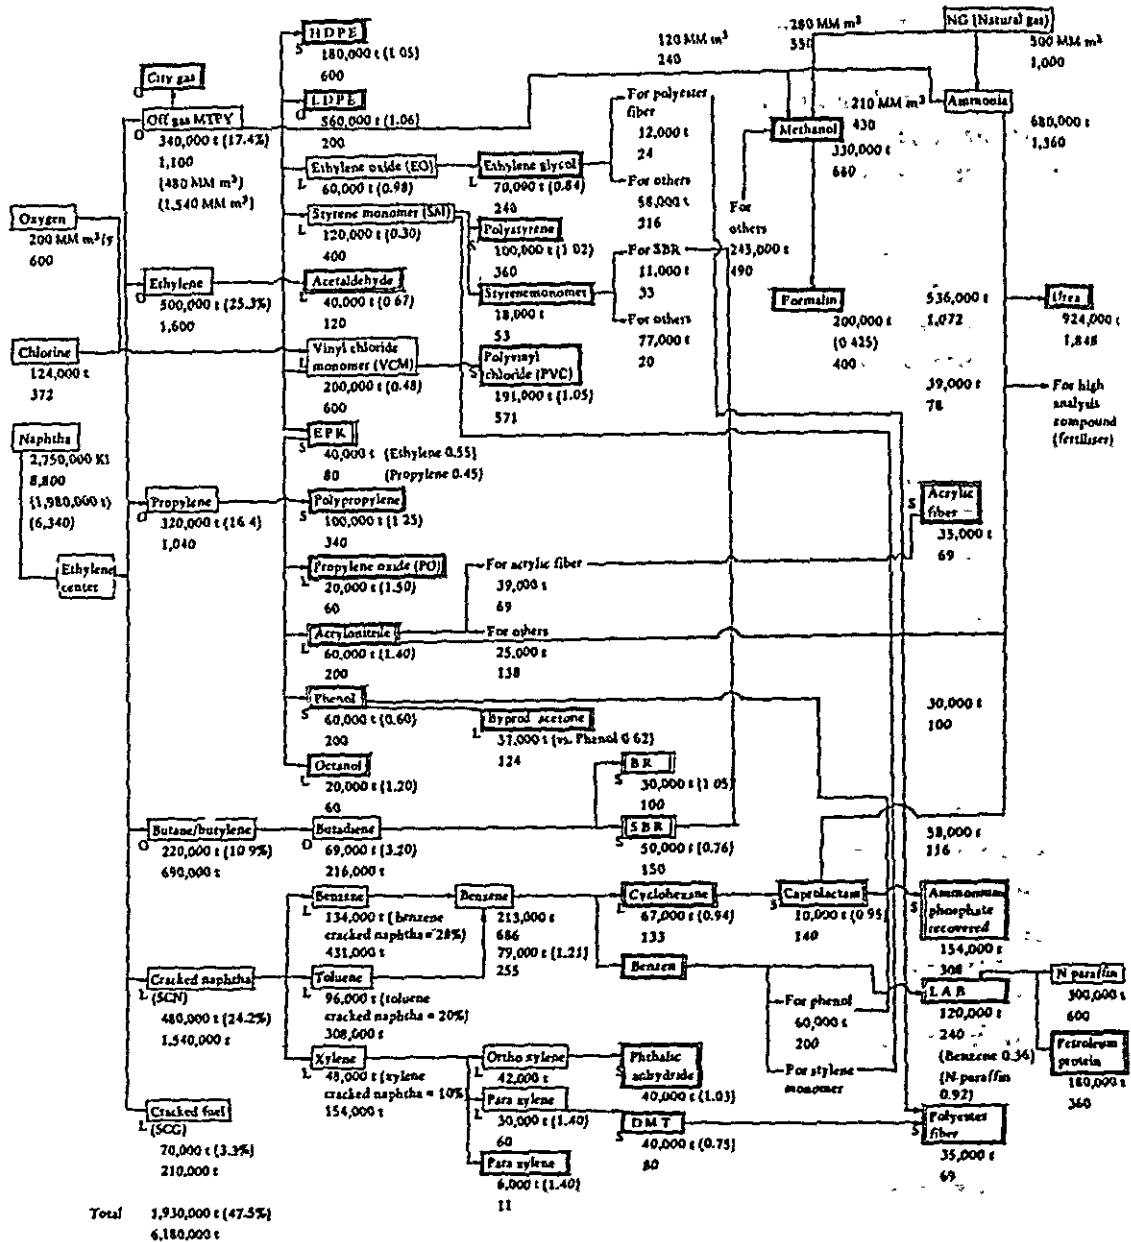 HDPE
S 180,000 t (1.05)
600
City gas
O
LDPE
O 560,000 t (1.06)
200
Off gas MTPY
O 340,000 t (17.4%)
1,100
(480 MM m³)
(1,540 MM m³)
Ethylene oxide (EO)
L 60,000 t (0.98)
Ethylene glycol
L 70,000 t (0.84)
240
For polyester
fiber
12,000 t
24
For others
58,000 t
216
120 MM m³
240
280 MM m³
550
NG (Natural gas)
500 MM m³
1,000
210 MM m³
430
Ammonia
680,000 t
1,360
Methanol
330,000 t
660
For
others
245,000 t
490
Formalin
200,000 t
(0.425)
400
536,000 t
1,072
Urea
924,000 t
1,848
39,000 t
78
For high
analysis
compound
(fertiliser)
Oxygen
200 MM m³/y
600
Styrene monomer (SM)
L 120,000 t (0.30)
400
Polystyrene
S 100,000 t (1 02)
360
Styrenemonomer
18,000 t
53
For SBR
11,000 t
33
For others
77,000 t
20
Ethylene
O 500,000 t (25.3%)
1,600
Acetaldehyde
L 40,000 t (0 67)
120
Chlorine
124,000 t
372
Vinyl chloride
L monomer (VCM)
200,000 t (0.48)
600
Polyvinyl
S chloride (PVC)
191,000 t (1.05)
571
Naphtha
2,750,000 Kl
8,800
(1,980,000 t)
(6,340)
EPR
S 40,000 t (Ethylene 0.55)
80 (Propylene 0.45)
Propylene
O 320,000 t (16 4)
1,040
Polypropylene
S 100,000 t (1 25)
340
Acrylic
S fiber
35,000 t
69
Ethylene
center
Propylene oxide (PO)
L 20,000 t (1.50)
60
For acrylic fiber
39,000 t
69
Acrylonitrile
L 60,000 t (1.40)
200
For others
25,000 t
138
Phenol
S 60,000 t (0.60)
200
Byprod acetone
L 37,000 t (vs. Phenol 0 62)
124
30,000 t
100
Octanol
L 20,000 t (1.20)
60
BR
S 30,000 t (1 05)
100
Butane/butylene
O 220,000 t (10 9%)
690,000 t
Butadiene
O 69,000 t (3.20)
216,000 t
SBR
S 50,000 t (0.76)
150
58,000 t
116
Benzene
L 134,000 t (benzene
cracked naphtha = 28%)
431,000 t
Benzene
213,000 t
686
79,000 t (1.21)
255
Cyclohexane
L 67,000 t (0.94)
133
Caprolactam
S 10,000 t (0 95)
140
Ammonium
S phosphate
recovered
154,000 t
308
Cracked naphtha
L (SCN)
480,000 t (24.2%)
1,540,000 t
Toluene
L 96,000 t (toluene
cracked naphtha = 20%)
308,000 t
Benzen
For phenol
60,000 t
200
For stylene
monomer
LAB
L 120,000 t
240
(Benzene 0.36)
(N-paraffin
0.92)
N paraffin
300,000 t
600
Petroleum
protein
180,000 t
360
Xylene
L 48,000 t (xylene
cracked naphtha = 10%)
154,000 t
Ortho xylene
L 42,000 t
Phthalic
S anhydride
40,000 t (1.03)
Para xylene
L 30,000 t (1.40)
60
DMT
S 40,000 t (0.75)
80
Polyester
S fiber
35,000 t
69
Para xylene
6,000 t (1.40)
11
Cracked fuel
L (SCG)
70,000 t (3.3%)
210,000 t
Total 1,930,000 t (47.5%)
6,180,000 t